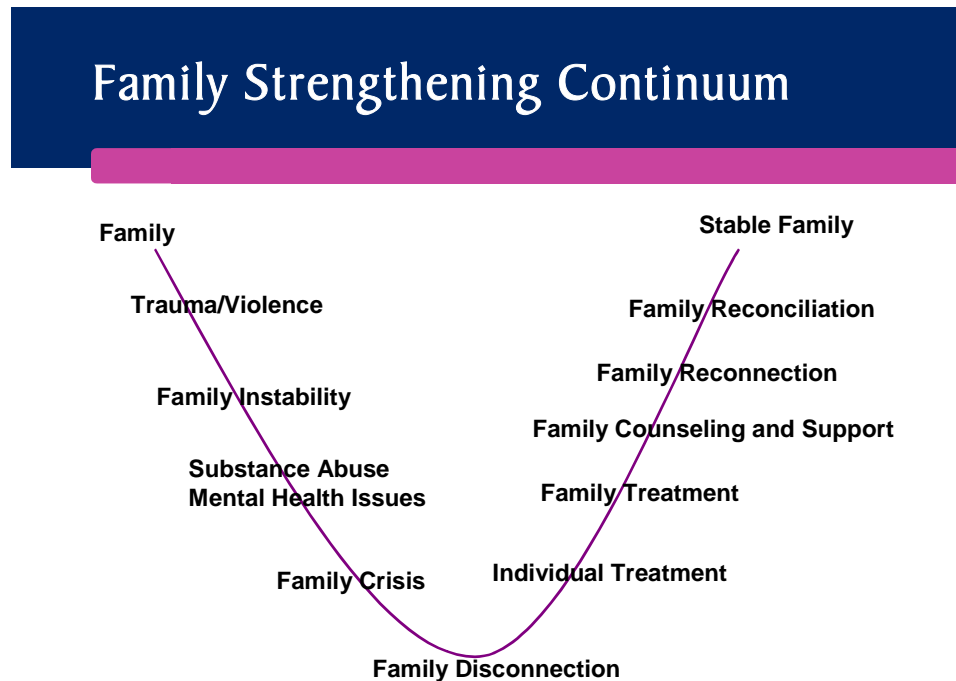 Family Strengthening Continuum
Family
Trauma/Violence
Family Instability
Substance Abuse
Mental Health Issues
Family Crisis
Family Disconnection
Individual Treatment
Family Treatment
Family Counseling and Support
Family Reconnection
Family Reconciliation
Stable Family